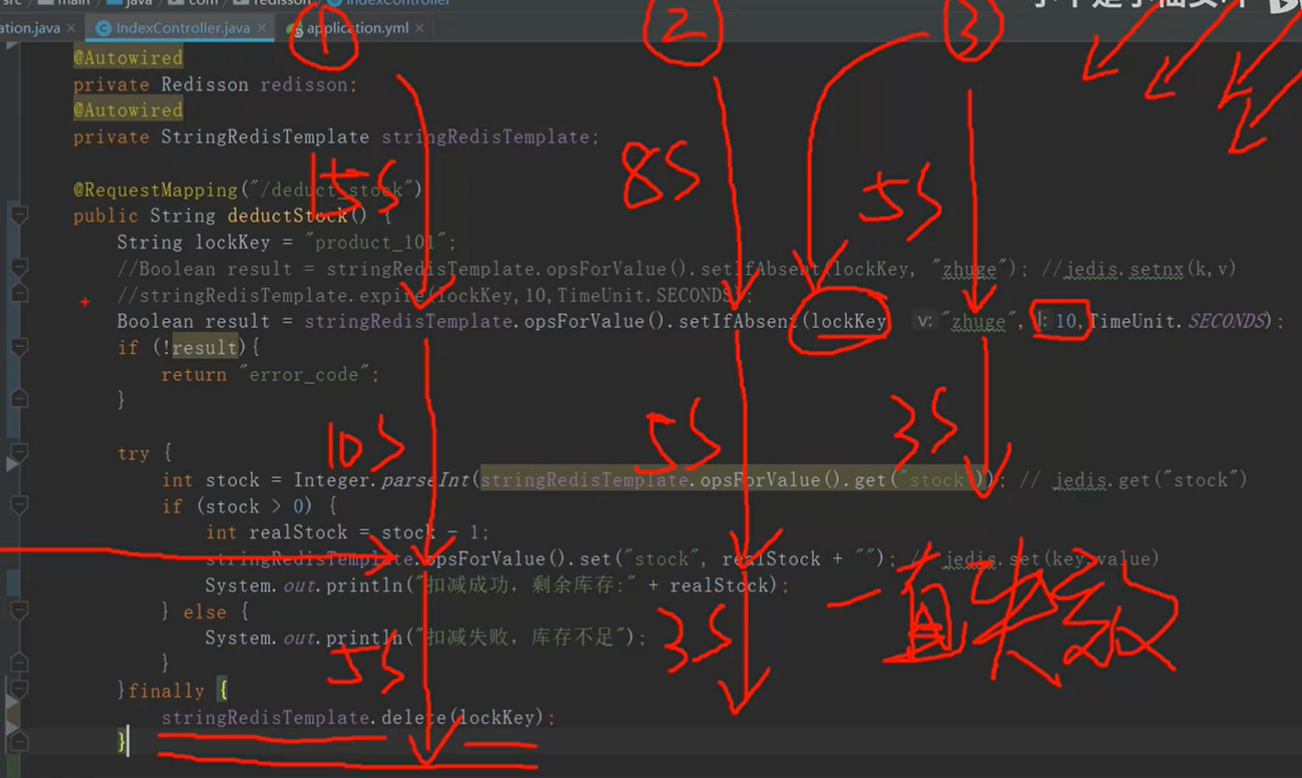 src main java com redisson IndexController
ation.java × IndexController.java × application.yml ×
① ② ③
@Autowired
private Redisson redisson;
@Autowired
private StringRedisTemplate stringRedisTemplate;
15S 8S 5S
@RequestMapping("/deduct_stock")
public String deductStock() {
String lockKey = "product_101";
//Boolean result = stringRedisTemplate.opsForValue().setIfAbsent(lockKey, "zhuge"); //jedis.setnx(k,v)
//stringRedisTemplate.expire(lockKey,10,TimeUnit.SECONDS);
Boolean result = stringRedisTemplate.opsForValue().setIfAbsent(lockKey, v: "zhuge", l: 10,TimeUnit.SECONDS);
if (!result){
return "error_code";
}
10S 5S 3S
try {
int stock = Integer.parseInt(stringRedisTemplate.opsForValue().get("stock")); // jedis.get("stock")
if (stock > 0) {
int realStock = stock - 1;
stringRedisTemplate.opsForValue().set("stock", realStock + ""); // jedis.set(key,value)
System.out.println("扣减成功，剩余库存:" + realStock);
} else {
一直失效
System.out.println("扣减失败，库存不足");
5S 3S
}
}finally {
stringRedisTemplate.delete(lockKey);
}